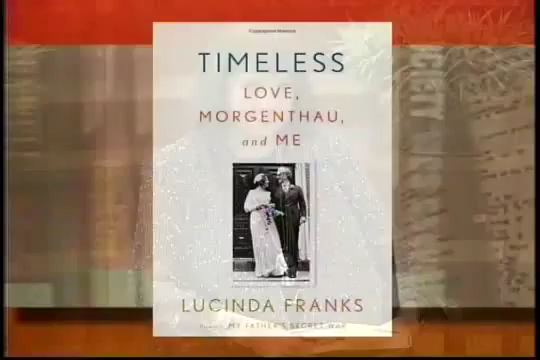 TIMELESS
LOVE,
MORGENTHAU,
and ME
LUCINDA FRANKS
MY FATHER'S SECRET WAR